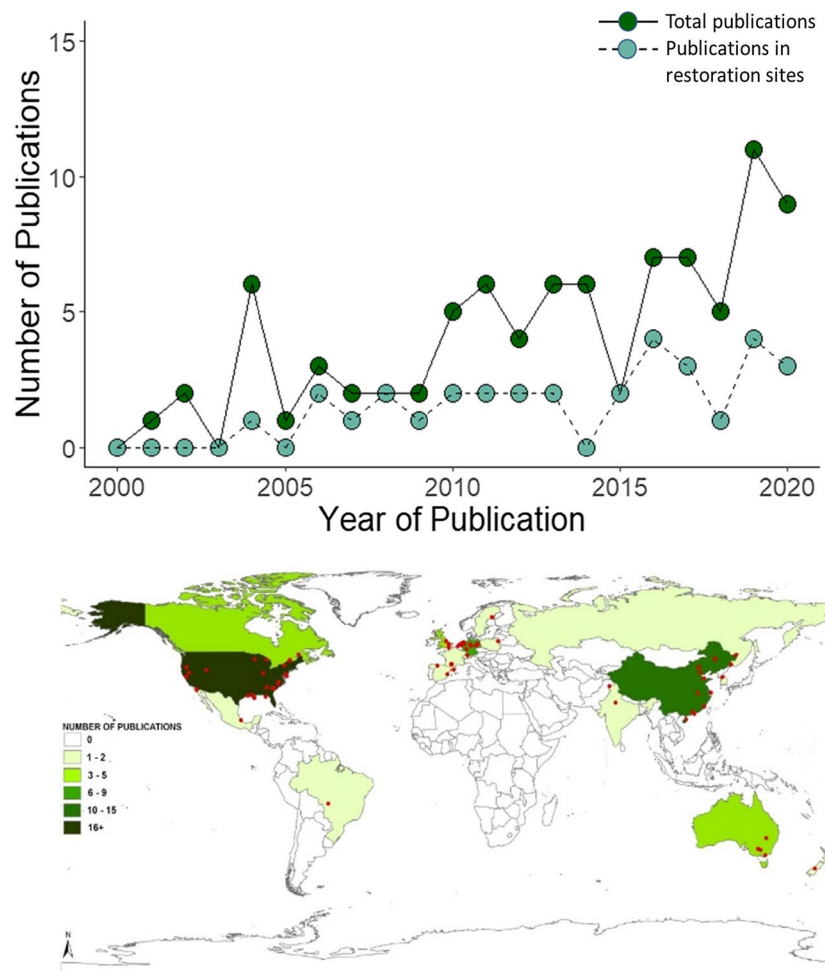 Total publications
Publications in
restoration sites
15
10
5
0
Number of Publications
2000 2005 2010 2015 2020
Year of Publication
NUMBER OF PUBLICATIONS
0
1 - 2
3 - 5
6 - 9
10 - 15
16+
N